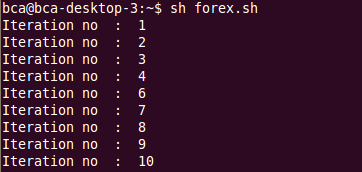 bca@bca-desktop-3:~$ sh forex.sh
Iteration no  :  1
Iteration no  :  2
Iteration no  :  3
Iteration no  :  4
Iteration no  :  6
Iteration no  :  7
Iteration no  :  8
Iteration no  :  9
Iteration no  :  10